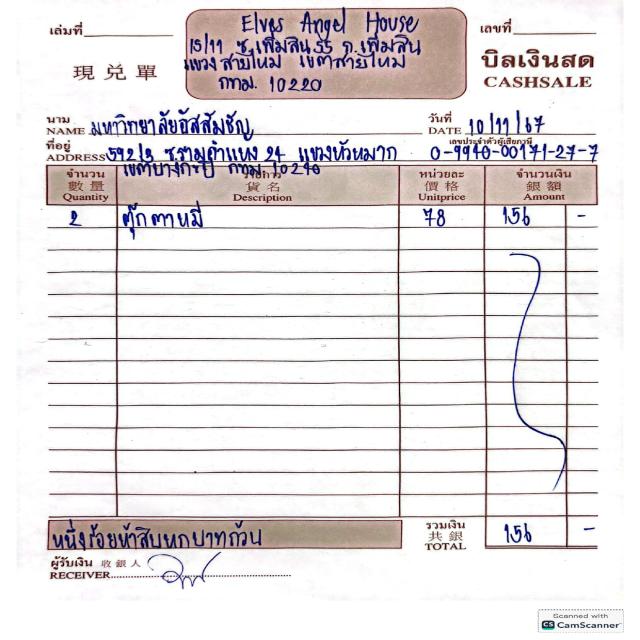 เล่มที่
Elves Angel House
เลขที่
15/11 ซ.เพิ่มสิน 55 ถ.เพิ่มสิน
แขวงสายไหม เขตสายไหม
กทม. 10220
現兌單
บิลเงินสด
CASHSALE
นาม
NAME มหาวิทยาลัยอัสสัมชัญ
วันที่
DATE 10/11/67
ที่อยู่
ADDRESS 592/3 ซ.รามคำแหง 24 แขวงหัวหมาก
เขตบางกะปิ กทม 10240
เลขประจำตัวผู้เสียภาษี
0-9940-00171-27-7
จำนวน รายการ หน่วยละ จำนวนเงิน
數量 貨名 價格 銀額
Quantity Description Unitprice Amount
2 ตุ๊กตาหมี 78 156 -
หนึ่งร้อยห้าสิบหกบาทถ้วน
รวมเงิน
共銀
TOTAL 156 -
ผู้รับเงิน 收銀人
RECEIVER
Scanned with
CS CamScanner